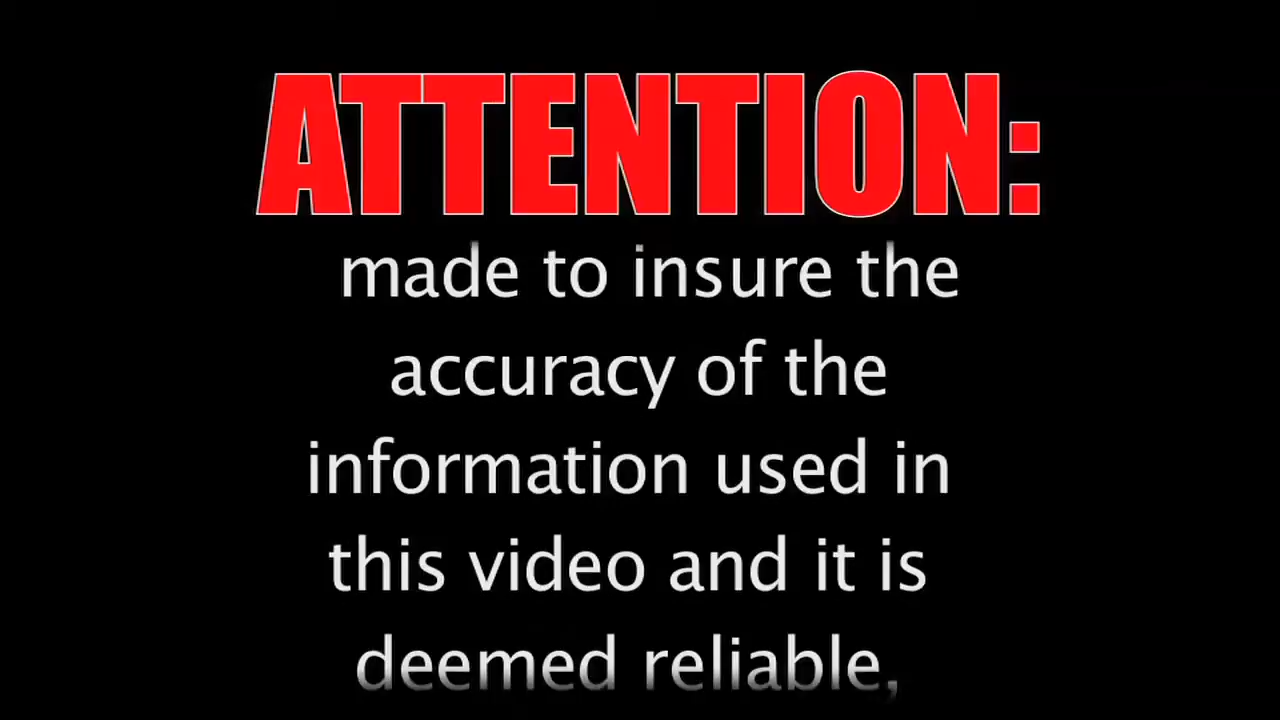 ATTENTION:
made to insure the
accuracy of the
information used in
this video and it is
deemed reliable,